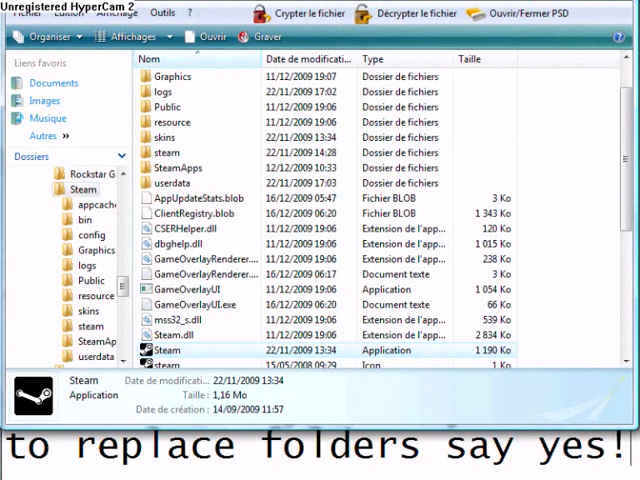 Unregistered HyperCam 2
Affichage Outils ? Crypter le fichier Décrypter le fichier Ouvrir/Fermer PSD
Organiser Affichages Ouvrir Graver
Liens favoris
Documents
Images
Musique
Autres »
Dossiers
Rockstar G
Steam
appcache
bin
config
Graphics
logs
Public
resource
skins
steam
SteamAp
userdata
Nom Date de modificati... Type Taille
Graphics 11/12/2009 19:07 Dossier de fichiers
logs 22/11/2009 17:02 Dossier de fichiers
Public 11/12/2009 19:06 Dossier de fichiers
resource 11/12/2009 19:06 Dossier de fichiers
skins 22/11/2009 13:34 Dossier de fichiers
steam 22/11/2009 14:28 Dossier de fichiers
SteamApps 12/12/2009 10:33 Dossier de fichiers
userdata 22/11/2009 17:03 Dossier de fichiers
AppUpdateStats.blob 16/12/2009 05:47 Fichier BLOB 3 Ko
ClientRegistry.blob 16/12/2009 06:20 Fichier BLOB 1 343 Ko
CSERHelper.dll 11/12/2009 19:06 Extension de l'app... 120 Ko
dbghelp.dll 11/12/2009 19:06 Extension de l'app... 1 015 Ko
GameOverlayRenderer.... 11/12/2009 19:06 Extension de l'app... 238 Ko
GameOverlayRenderer.... 16/12/2009 06:17 Document texte 3 Ko
GameOverlayUI 11/12/2009 19:06 Application 1 054 Ko
GameOverlayUI.exe 16/12/2009 06:20 Document texte 66 Ko
mss32_s.dll 11/12/2009 19:06 Extension de l'app... 539 Ko
Steam.dll 11/12/2009 19:06 Extension de l'app... 2 834 Ko
Steam 22/11/2009 13:34 Application 1 190 Ko
steam 15/05/2008 09:29 Icon 1 Ko
Steam Date de modificat... 22/11/2009 13:34
Application Taille : 1,16 Mo
Date de création : 14/09/2009 11:57
to replace folders say yes!